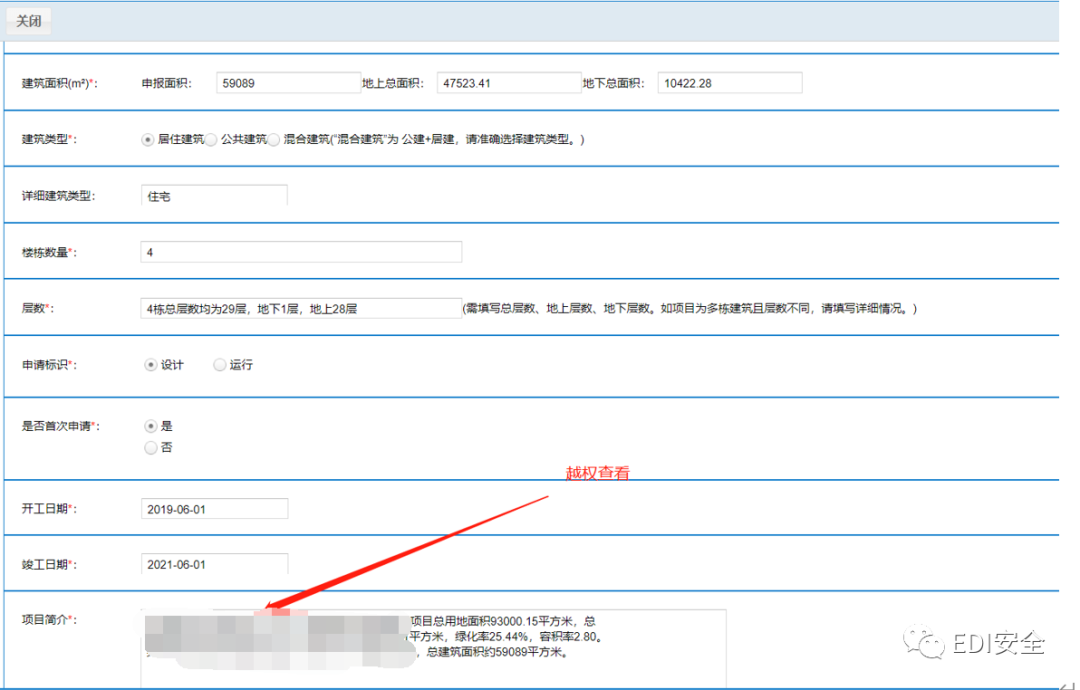 关闭
建筑面积(m²)*: 申报面积: 59089 地上总面积: 47523.41 地下总面积: 10422.28
建筑类型*: 居住建筑 公共建筑 混合建筑("混合建筑"为 公建+居建，请准确选择建筑类型。)
详细建筑类型: 住宅
楼栋数量*: 4
层数*: 4栋总层数均为29层，地下1层，地上28层 (需填写总层数、地上层数、地下层数。如项目为多栋建筑且层数不同，请填写详细情况。)
申请标识*: 设计 运行
是否首次申请*: 是
否
越权查看
开工日期*: 2019-06-01
竣工日期*: 2021-06-01
项目简介*: 项目总用地面积93000.15平方米，总
平方米，绿化率25.44%，容积率2.80。
，总建筑面积约59089平方米。
EDI安全